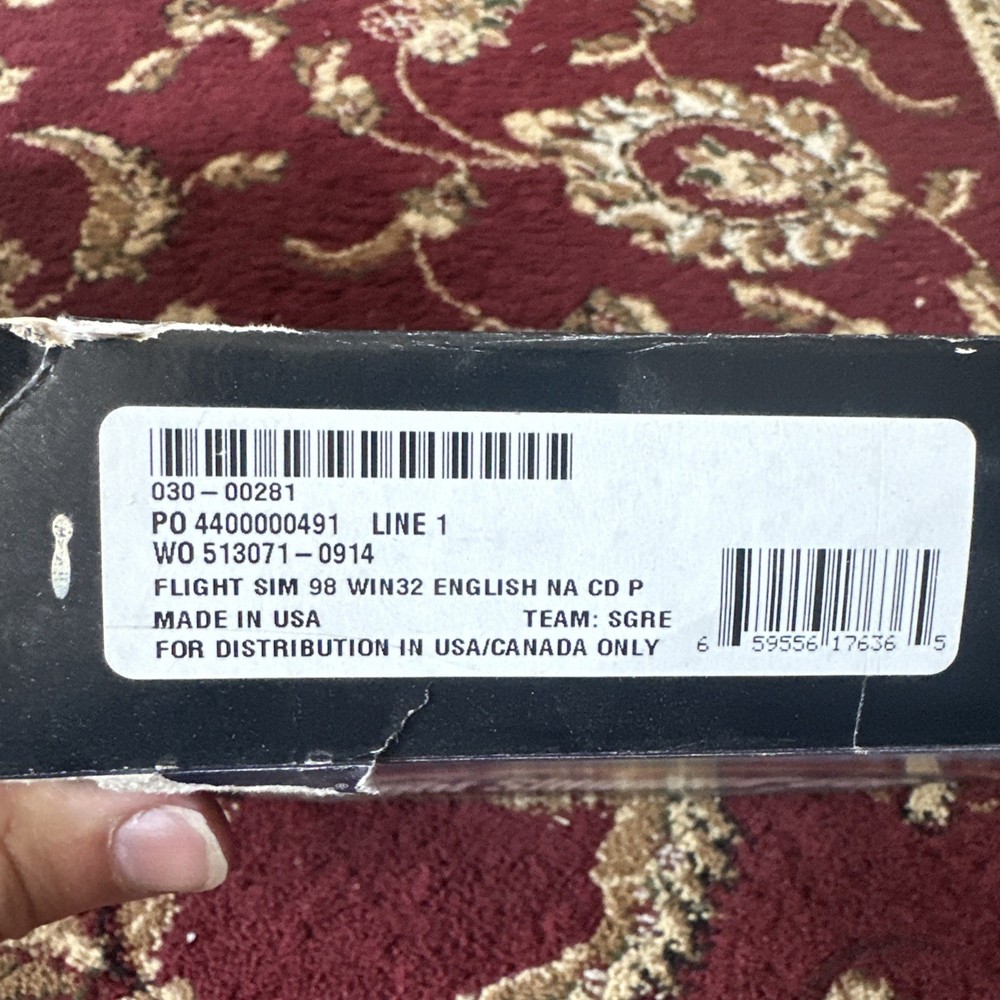 030-00281
PO 4400000491 LINE 1
WO 513071-0914
FLIGHT SIM 98 WIN32 ENGLISH NA CD P
MADE IN USA TEAM: SGRE
FOR DISTRIBUTION IN USA/CANADA ONLY
6 59556 17636 5
®